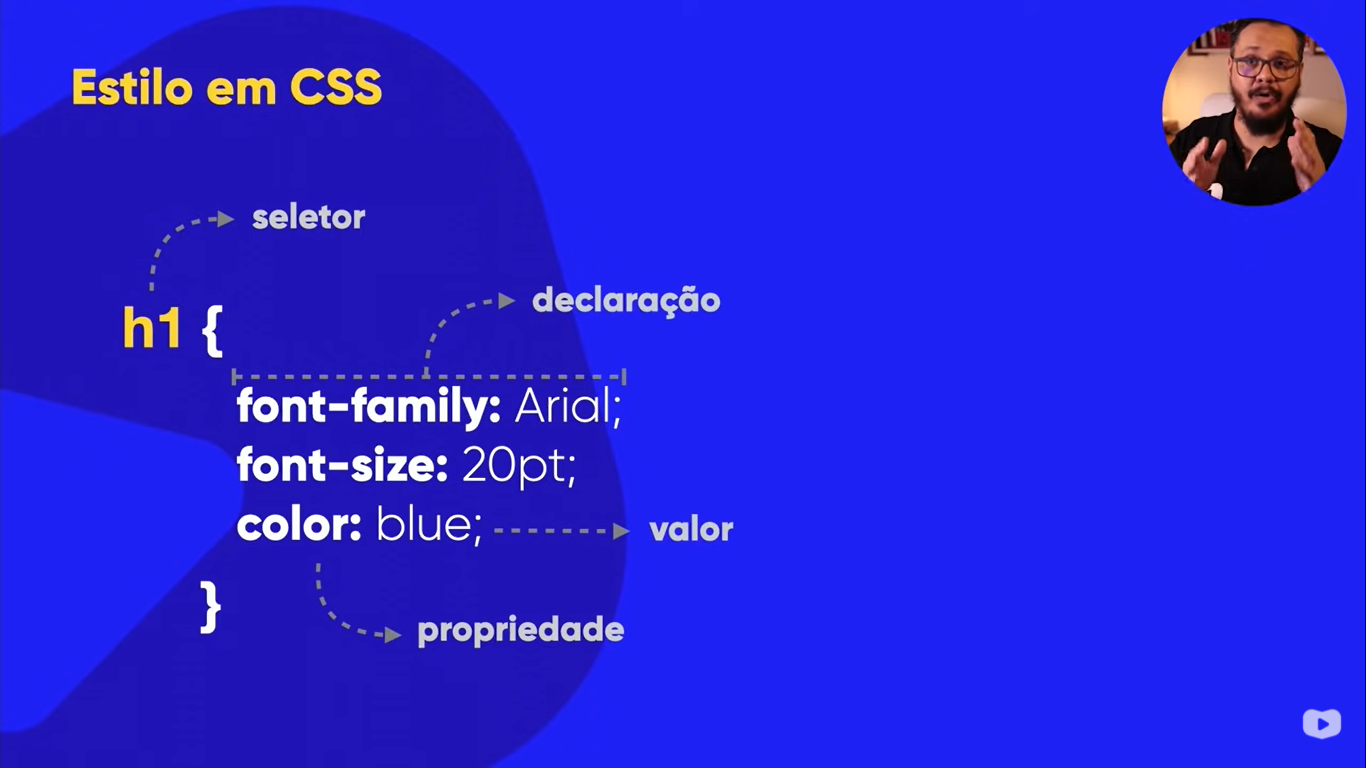 Estilo em CSS
seletor
h1 {
declaração
font-family: Arial;
font-size: 20pt;
color: blue;
valor
}
propriedade